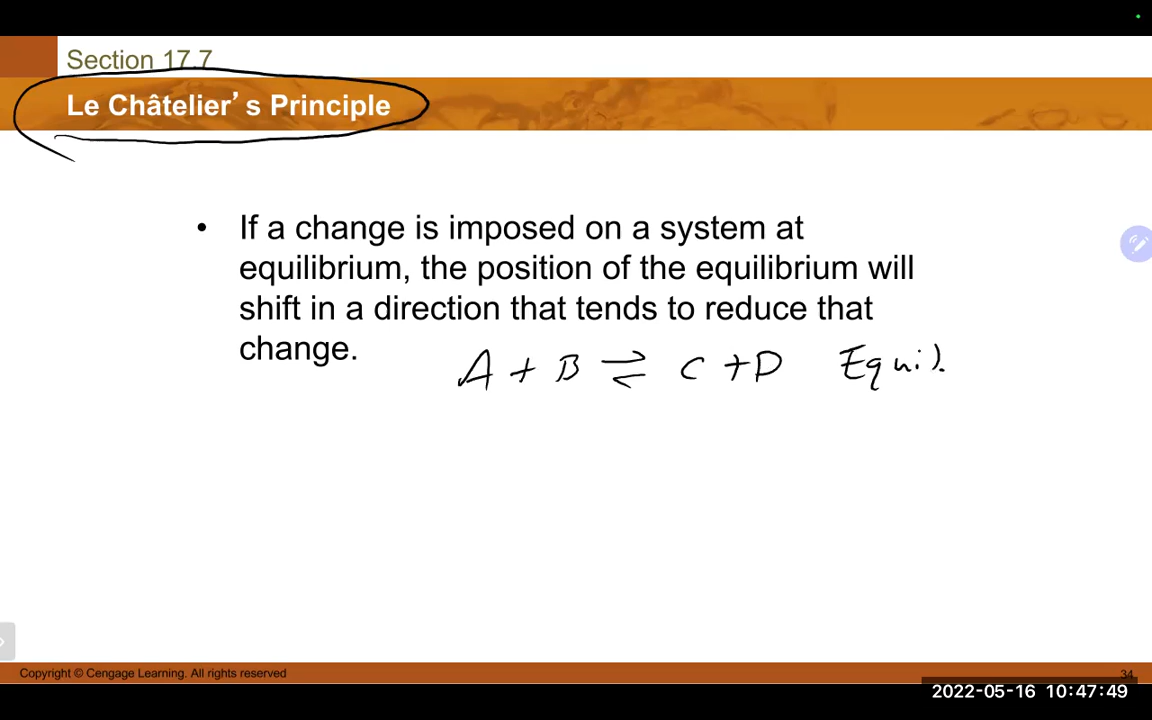 Section 17.7
Le Châtelier's Principle
• If a change is imposed on a system at
equilibrium, the position of the equilibrium will
shift in a direction that tends to reduce that
change.
A + B ⇌ C + D Equil.
Copyright © Cengage Learning. All rights reserved
34
2022-05-16 10:47:49